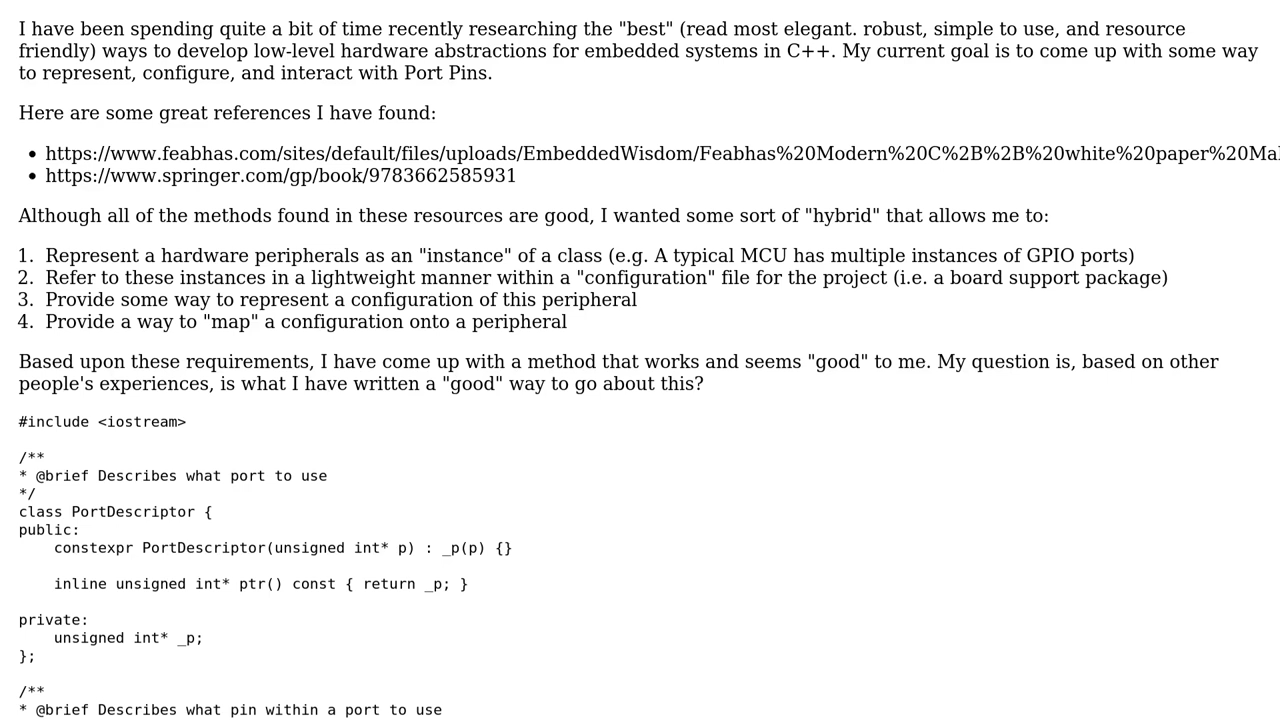 I have been spending quite a bit of time recently researching the "best" (read most elegant. robust, simple to use, and resource
friendly) ways to develop low-level hardware abstractions for embedded systems in C++. My current goal is to come up with some way
to represent, configure, and interact with Port Pins.
Here are some great references I have found:
• https://www.feabhas.com/sites/default/files/uploads/EmbeddedWisdom/Feabhas%20Modern%20C%2B%2B%20white%20paper%20Mal
• https://www.springer.com/gp/book/9783662585931
Although all of the methods found in these resources are good, I wanted some sort of "hybrid" that allows me to:
1. Represent a hardware peripherals as an "instance" of a class (e.g. A typical MCU has multiple instances of GPIO ports)
2. Refer to these instances in a lightweight manner within a "configuration" file for the project (i.e. a board support package)
3. Provide some way to represent a configuration of this peripheral
4. Provide a way to "map" a configuration onto a peripheral
Based upon these requirements, I have come up with a method that works and seems "good" to me. My question is, based on other
people's experiences, is what I have written a "good" way to go about this?
#include <iostream>
/**
* @brief Describes what port to use
*/
class PortDescriptor {
public:
    constexpr PortDescriptor(unsigned int* p) : _p(p) {}
    inline unsigned int* ptr() const { return _p; }
private:
    unsigned int* _p;
};
/**
* @brief Describes what pin within a port to use